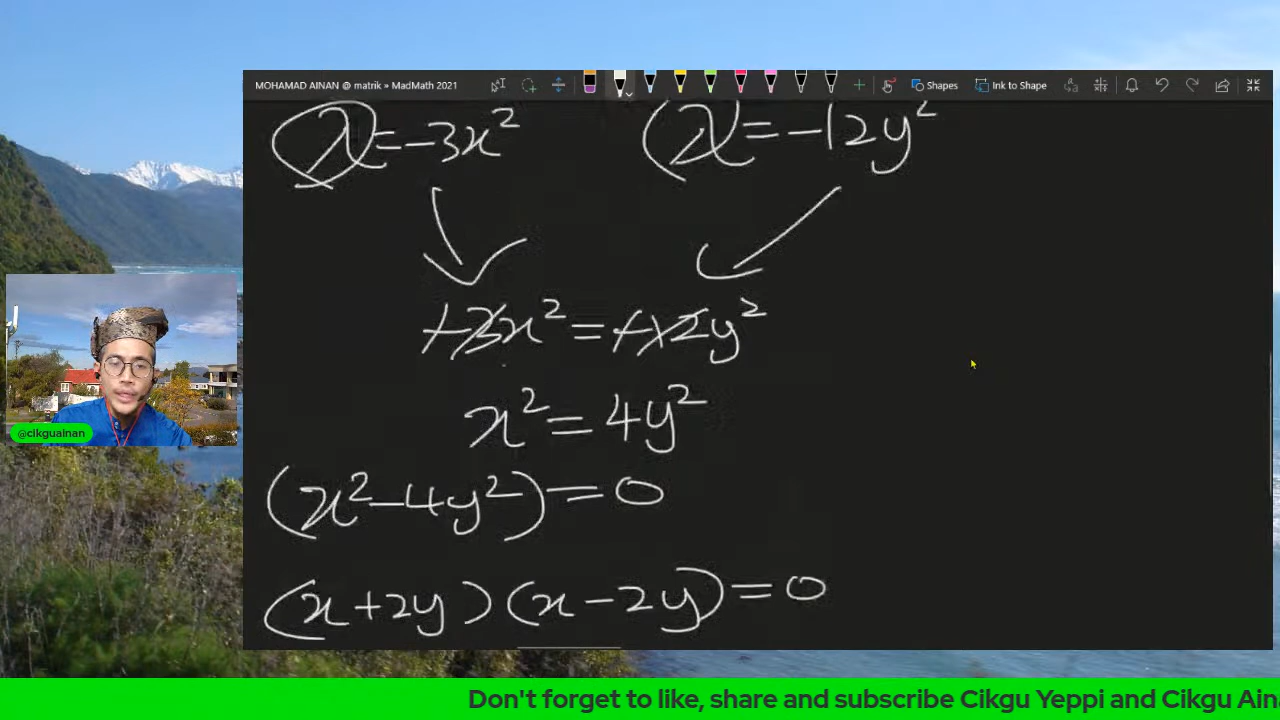 MOHAMAD AINAN @ matrik » MadMath 2021
Shapes
Ink to Shape
λ = -3x² λ = -12y²
-3x² = -12y²
x² = 4y²
(x² - 4y²) = 0
(x + 2y)(x - 2y) = 0
@cikguainan
Don't forget to like, share and subscribe Cikgu Yeppi and Cikgu Ain